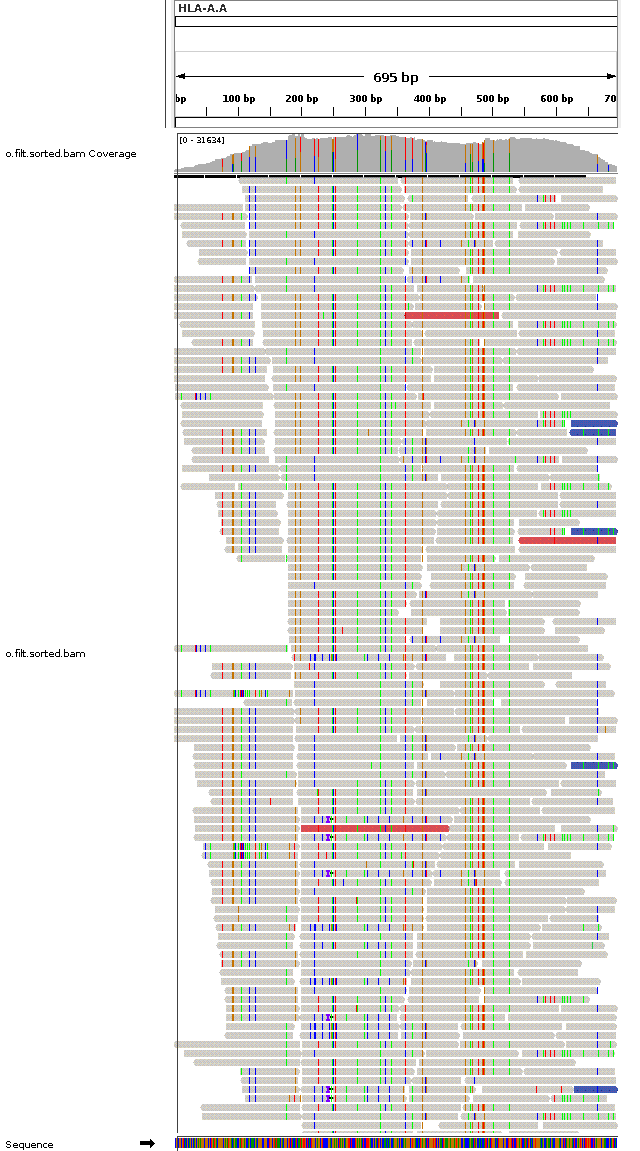 HLA-A.A
695 bp
bp 100 bp 200 bp 300 bp 400 bp 500 bp 600 bp 70
[0 - 31634]
o.filt.sorted.bam Coverage
o.filt.sorted.bam
Sequence